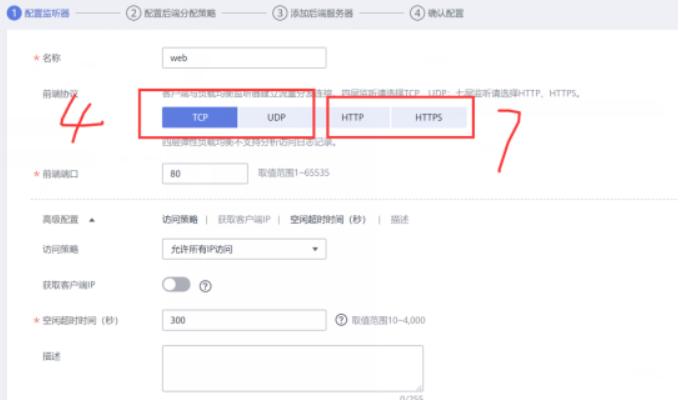 1 配置监听器 2 配置后端分配策略 3 添加后端服务器 4 确认配置
* 名称 web
前端协议 客户端与负载均衡监听器建立流量分发连接。四层监听请选择TCP、UDP；七层监听请选择HTTP、HTTPS。
4 TCP UDP HTTP HTTPS 7
四层弹性负载均衡不支持分析访问日志记录。
* 前端端口 80 取值范围1~65535
高级配置 ▲ 访问策略 | 获取客户端IP | 空闲超时时间（秒） | 描述
访问策略 允许所有IP访问
获取客户端IP ?
* 空闲超时时间（秒） 300 ? 取值范围10~4,000
描述
0/255